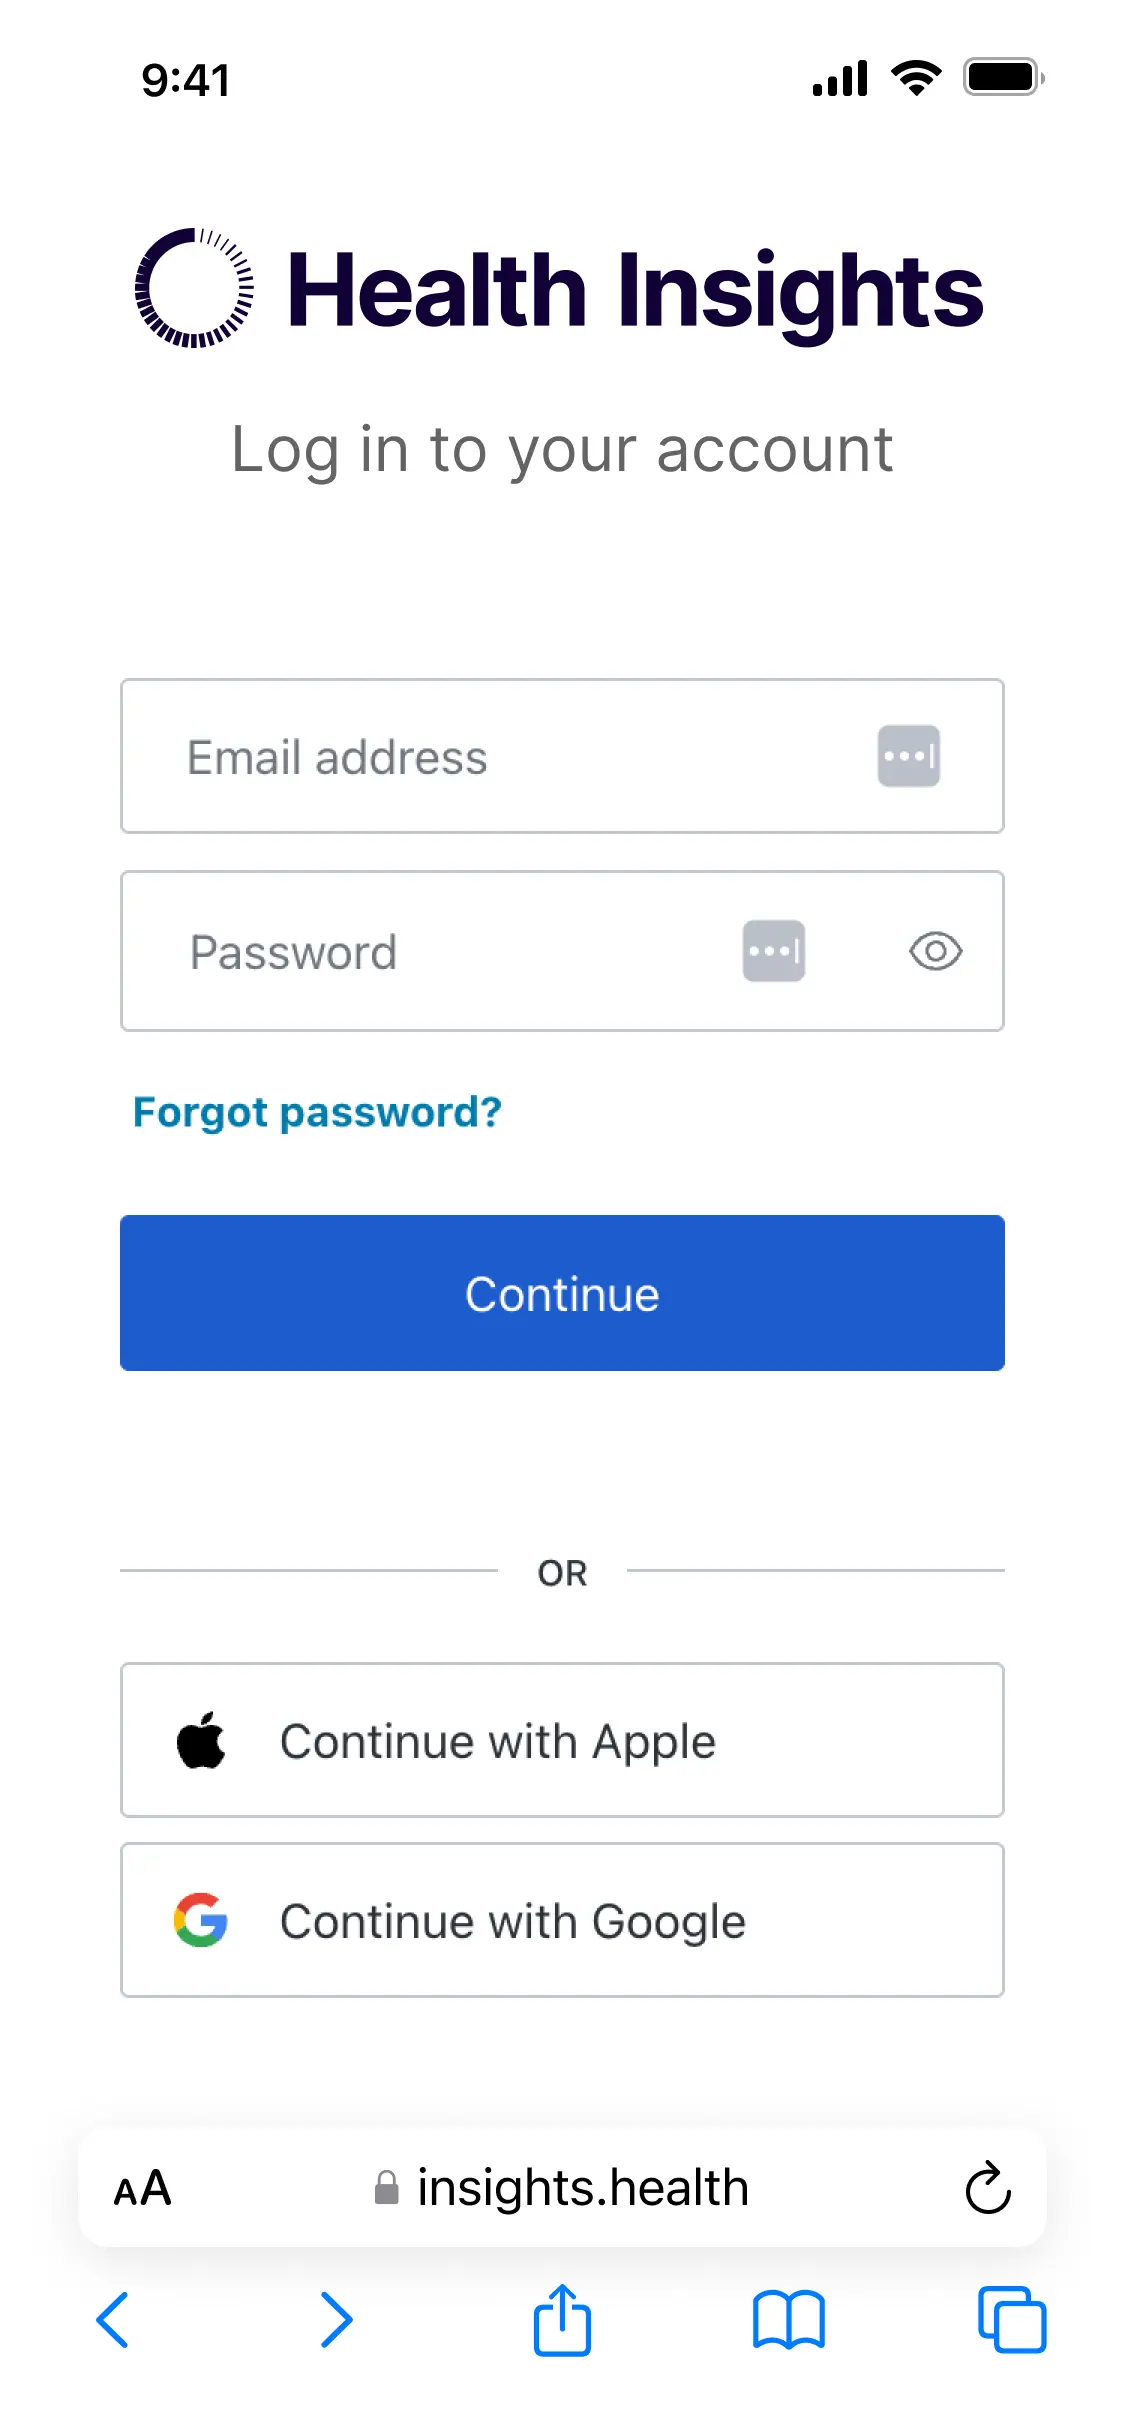 9:41
Health Insights
Log in to your account
Email address
Password
Forgot password?
Continue
OR
Continue with Apple
Continue with Google
AA insights.health